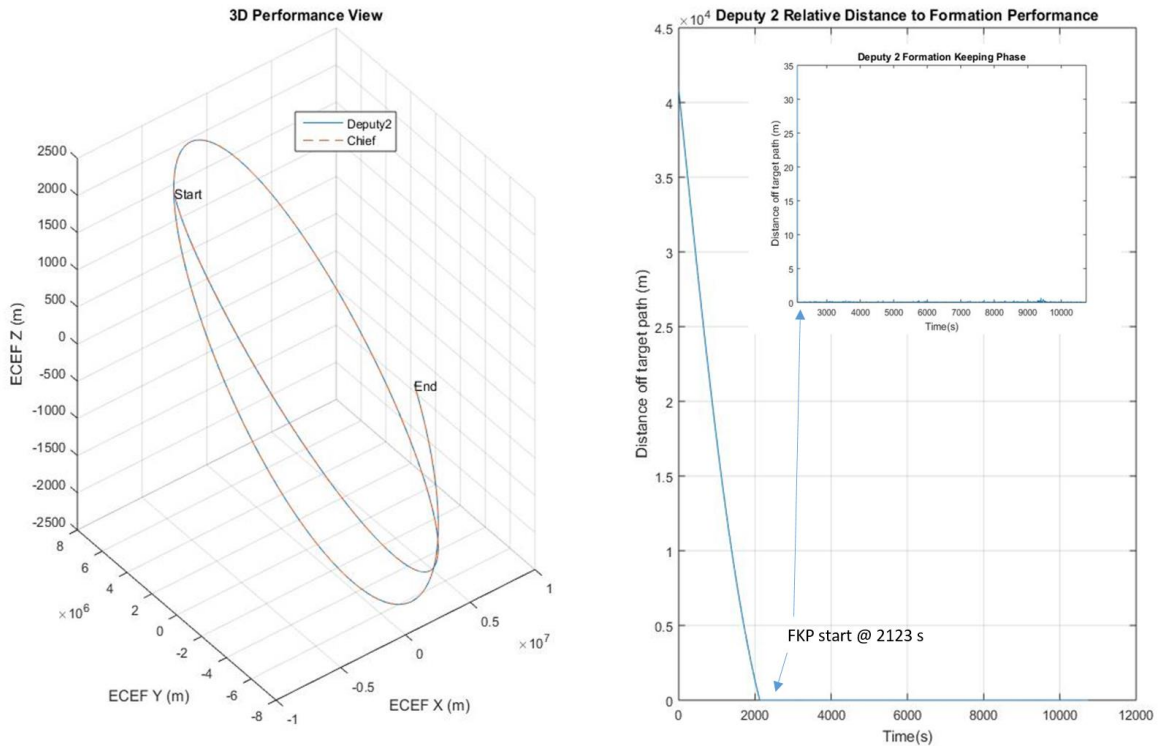 3D Performance View
Deputy2
Chief
Start
End
2500
2000
1500
1000
500
0
-500
-1000
-1500
-2000
-2500
ECEF Z (m)
8
6
4
2
0
-2
-4
-6
-8
×10^6
ECEF Y (m)
-1
-0.5
0
0.5
1
×10^7
ECEF X (m)
×10^4
Deputy 2 Relative Distance to Formation Performance
4.5
4
3.5
3
2.5
2
1.5
1
0.5
0
Distance off target path (m)
Deputy 2 Formation Keeping Phase
35
30
25
20
15
10
5
0
Distance off target path (m)
3000 4000 5000 6000 7000 8000 9000 10000
Time(s)
FKP start @ 2123 s
0 2000 4000 6000 8000 10000 12000
Time(s)